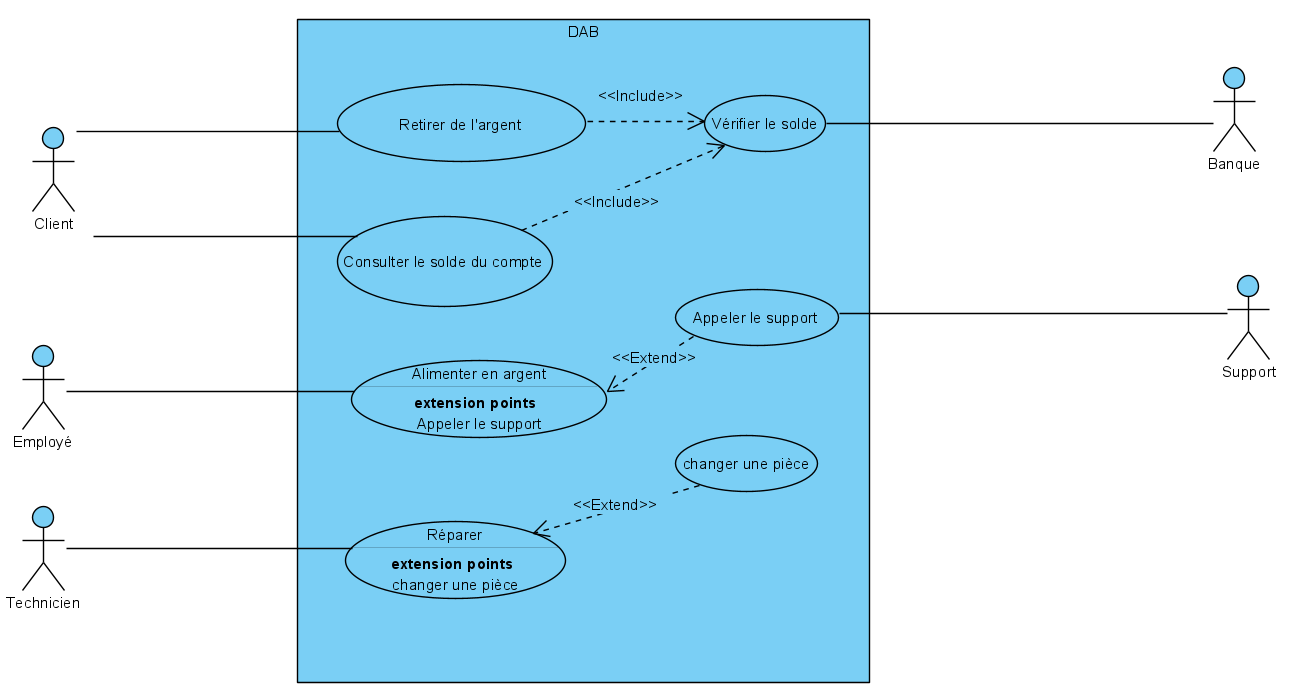 DAB
<<Include>>
Retirer de l'argent
Vérifier le solde
Banque
<<Include>>
Client
Consulter le solde du compte
Appeler le support
<<Extend>>
Support
Alimenter en argent
extension points
Appeler le support
Employé
changer une pièce
<<Extend>>
Réparer
extension points
changer une pièce
Technicien